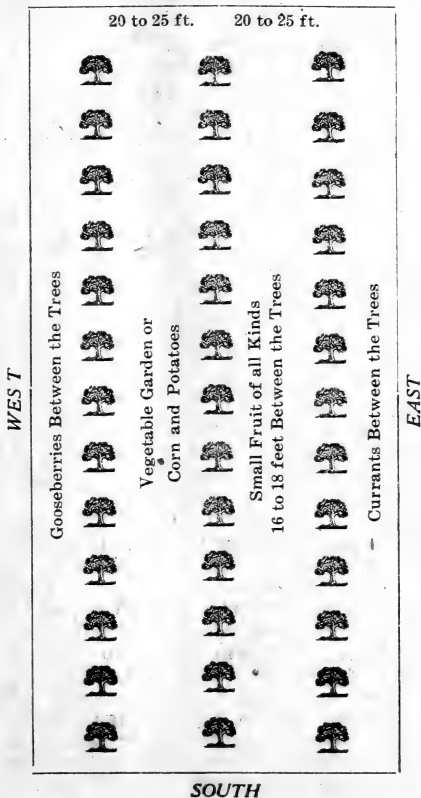 20 to 25 ft. 20 to 25 ft.
WEST
Gooseberries Between the Trees
Vegetable Garden or
Corn and Potatoes
Small Fruit of all Kinds
16 to 18 feet Between the Trees
Currants Between the Trees
EAST
SOUTH